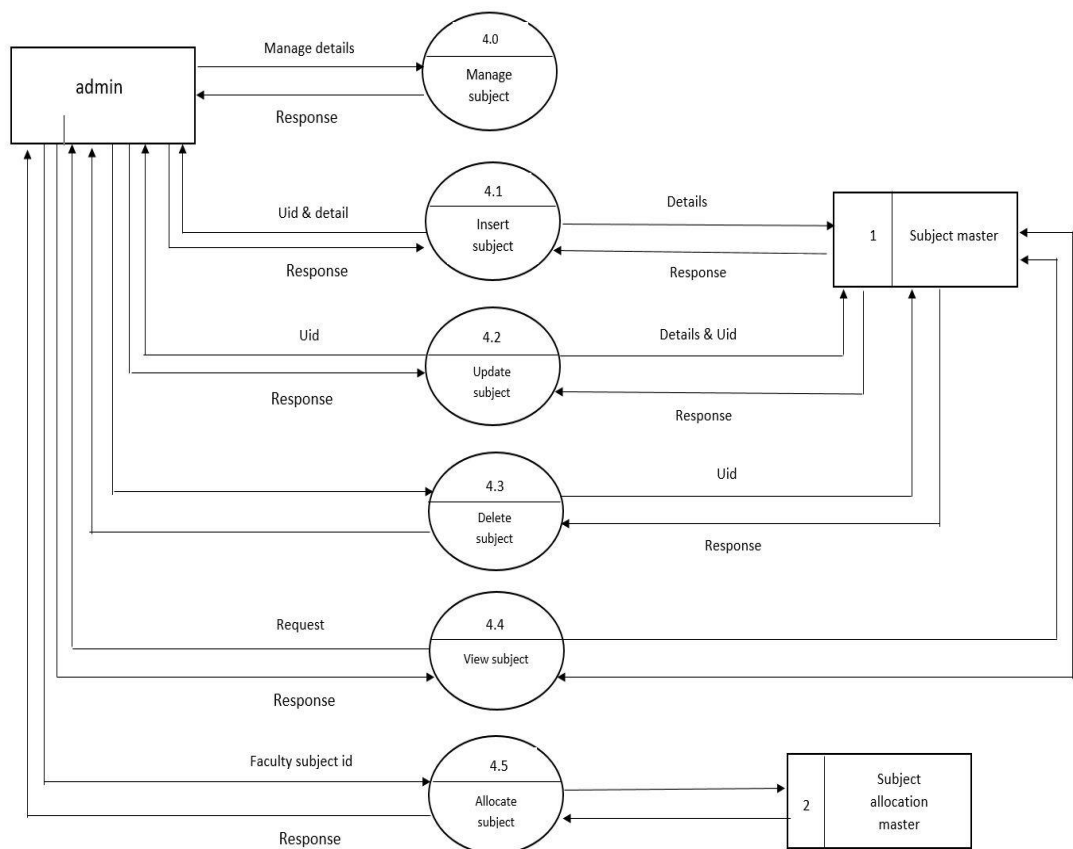 4.0
Manage details
admin
Manage
subject
Response
4.1
Uid & detail
Insert
subject
Details
1
Subject master
Response
Response
Uid
4.2
Details & Uid
Update
subject
Response
Response
4.3
Uid
Delete
subject
Response
Request
4.4
View subject
Response
Faculty subject id
4.5
Allocate
subject
Response
2
Subject
allocation
master